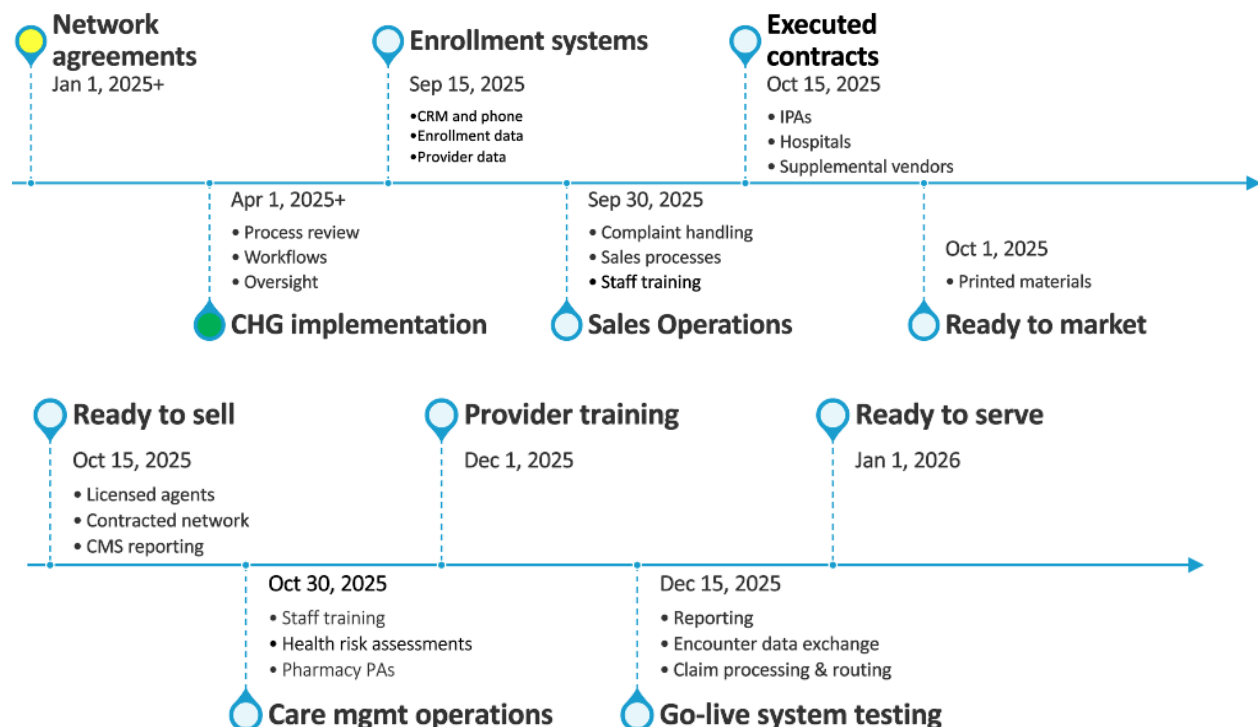 Network
agreements
Jan 1, 2025+
Enrollment systems
Sep 15, 2025
•CRM and phone
•Enrollment data
•Provider data
Executed
contracts
Oct 15, 2025
• IPAs
• Hospitals
• Supplemental vendors
Apr 1, 2025+
• Process review
• Workflows
• Oversight
CHG implementation
Sep 30, 2025
• Complaint handling
• Sales processes
• Staff training
Sales Operations
Oct 1, 2025
• Printed materials
Ready to market
Ready to sell
Oct 15, 2025
• Licensed agents
• Contracted network
• CMS reporting
Provider training
Dec 1, 2025
Ready to serve
Jan 1, 2026
Oct 30, 2025
• Staff training
• Health risk assessments
• Pharmacy PAs
Care mgmt operations
Dec 15, 2025
• Reporting
• Encounter data exchange
• Claim processing & routing
Go-live system testing